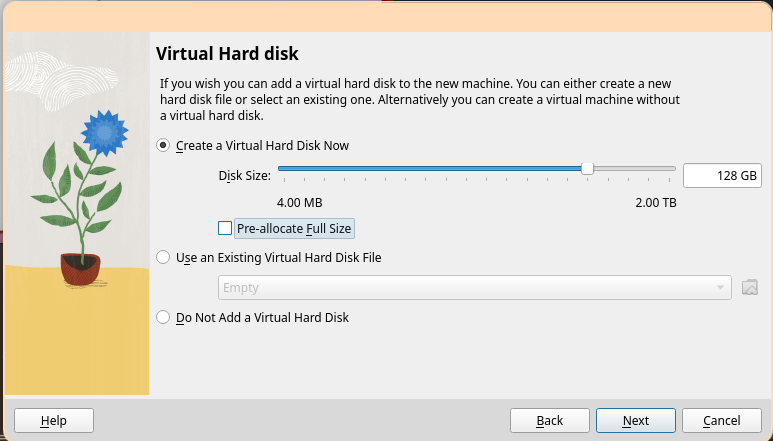 Virtual Hard disk
If you wish you can add a virtual hard disk to the new machine. You can either create a new
hard disk file or select an existing one. Alternatively you can create a virtual machine without
a virtual hard disk.
Create a Virtual Hard Disk Now
Disk Size:
128 GB
4.00 MB
2.00 TB
Pre-allocate Full Size
Use an Existing Virtual Hard Disk File
Empty
Do Not Add a Virtual Hard Disk
Help
Back
Next
Cancel